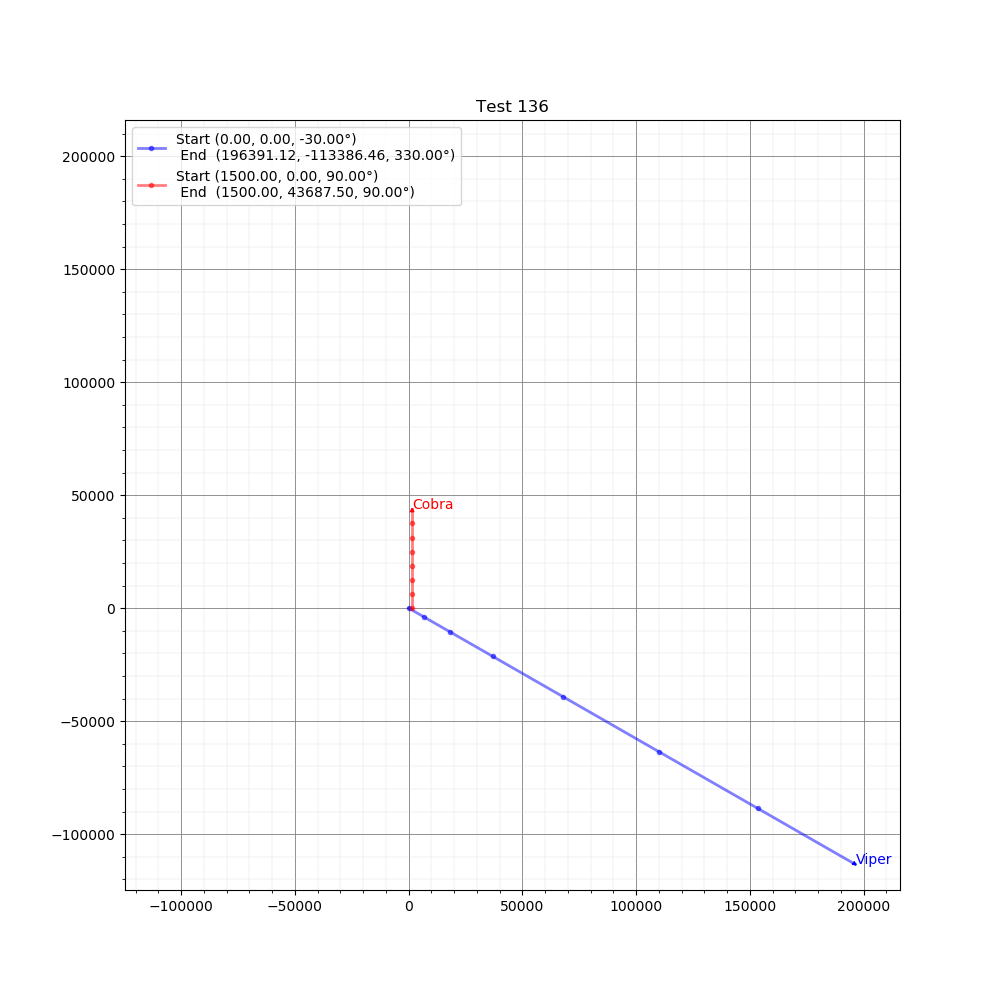 Test 136
Start (0.00, 0.00, -30.00°)
End (196391.12, -113386.46, 330.00°)
Start (1500.00, 0.00, 90.00°)
End (1500.00, 43687.50, 90.00°)
200000
150000
100000
50000
0
−50000
−100000
Cobra
Viper
−100000 −50000 0 50000 100000 150000 200000